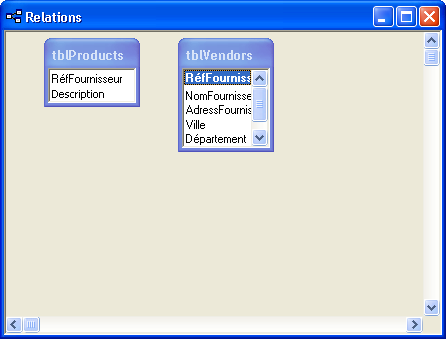 Relations
tblProducts
RéfFournisseur
Description
tblVendors
RéfFourniss
NomFournisse
AdressFournis
Ville
Département